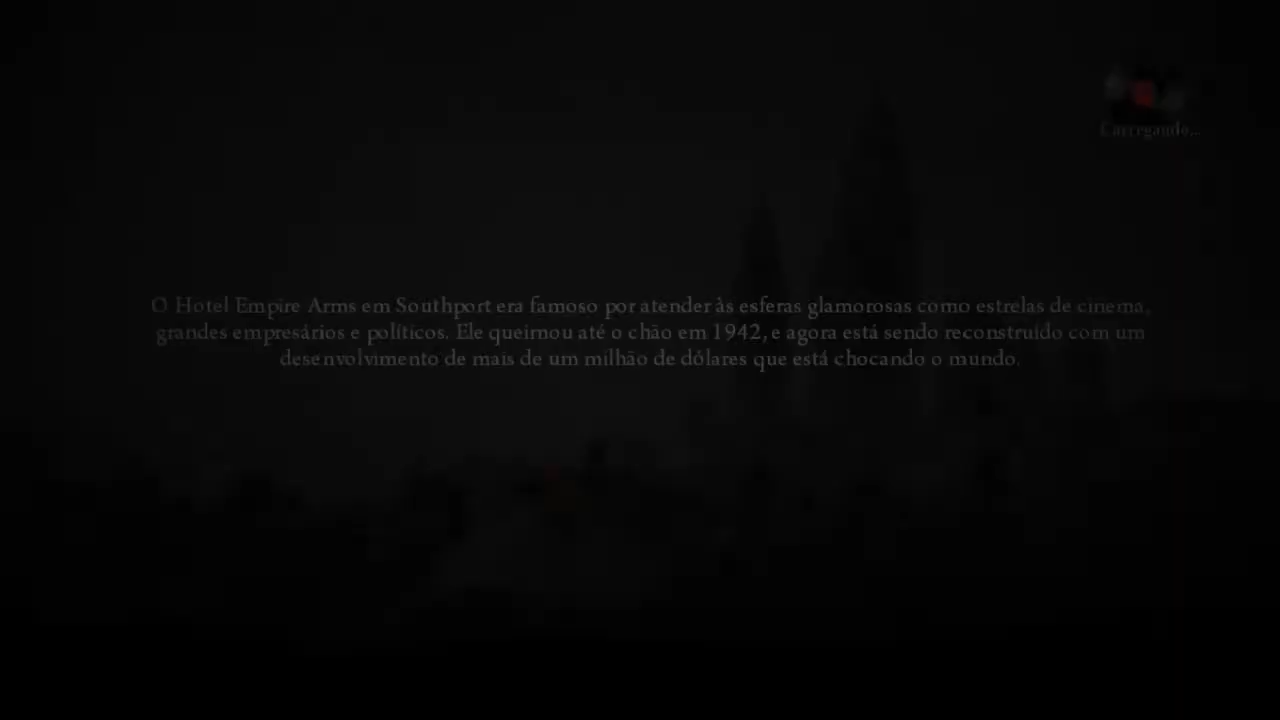 Carregando...
O Hotel Empire Arms em Southport era famoso por atender às esferas glamorosas como estrelas de cinema,
grandes empresários e políticos. Ele queimou até o chão em 1942, e agora está sendo reconstruído com um
desenvolvimento de mais de um milhão de dólares que está chocando o mundo.